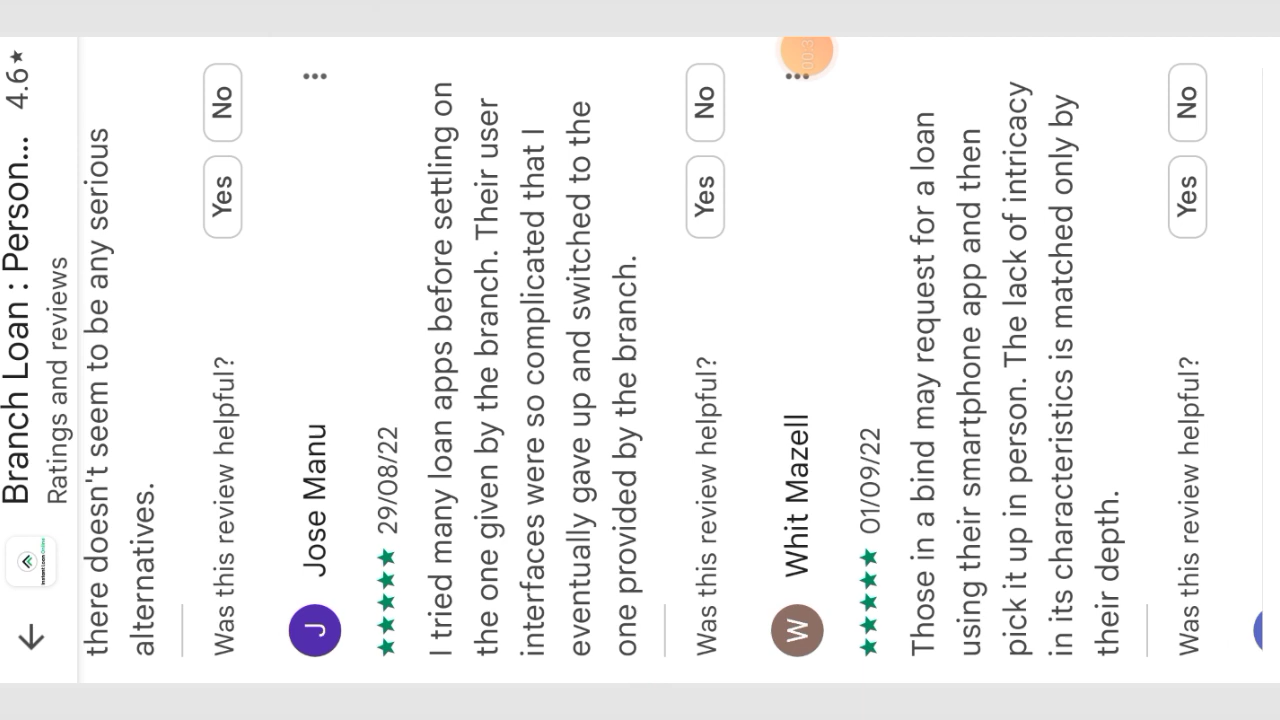 Branch Loan : Person... 4.6★
Ratings and reviews
there doesn't seem to be any serious
alternatives.
Was this review helpful? Yes No
J Jose Manu
★★★★★ 29/08/22
I tried many loan apps before settling on
the one given by the branch. Their user
interfaces were so complicated that I
eventually gave up and switched to the
one provided by the branch.
Was this review helpful? Yes No
W Whit Mazell
★★★★★ 01/09/22
Those in a bind may request for a loan
using their smartphone app and then
pick it up in person. The lack of intricacy
in its characteristics is matched only by
their depth.
Was this review helpful? Yes No